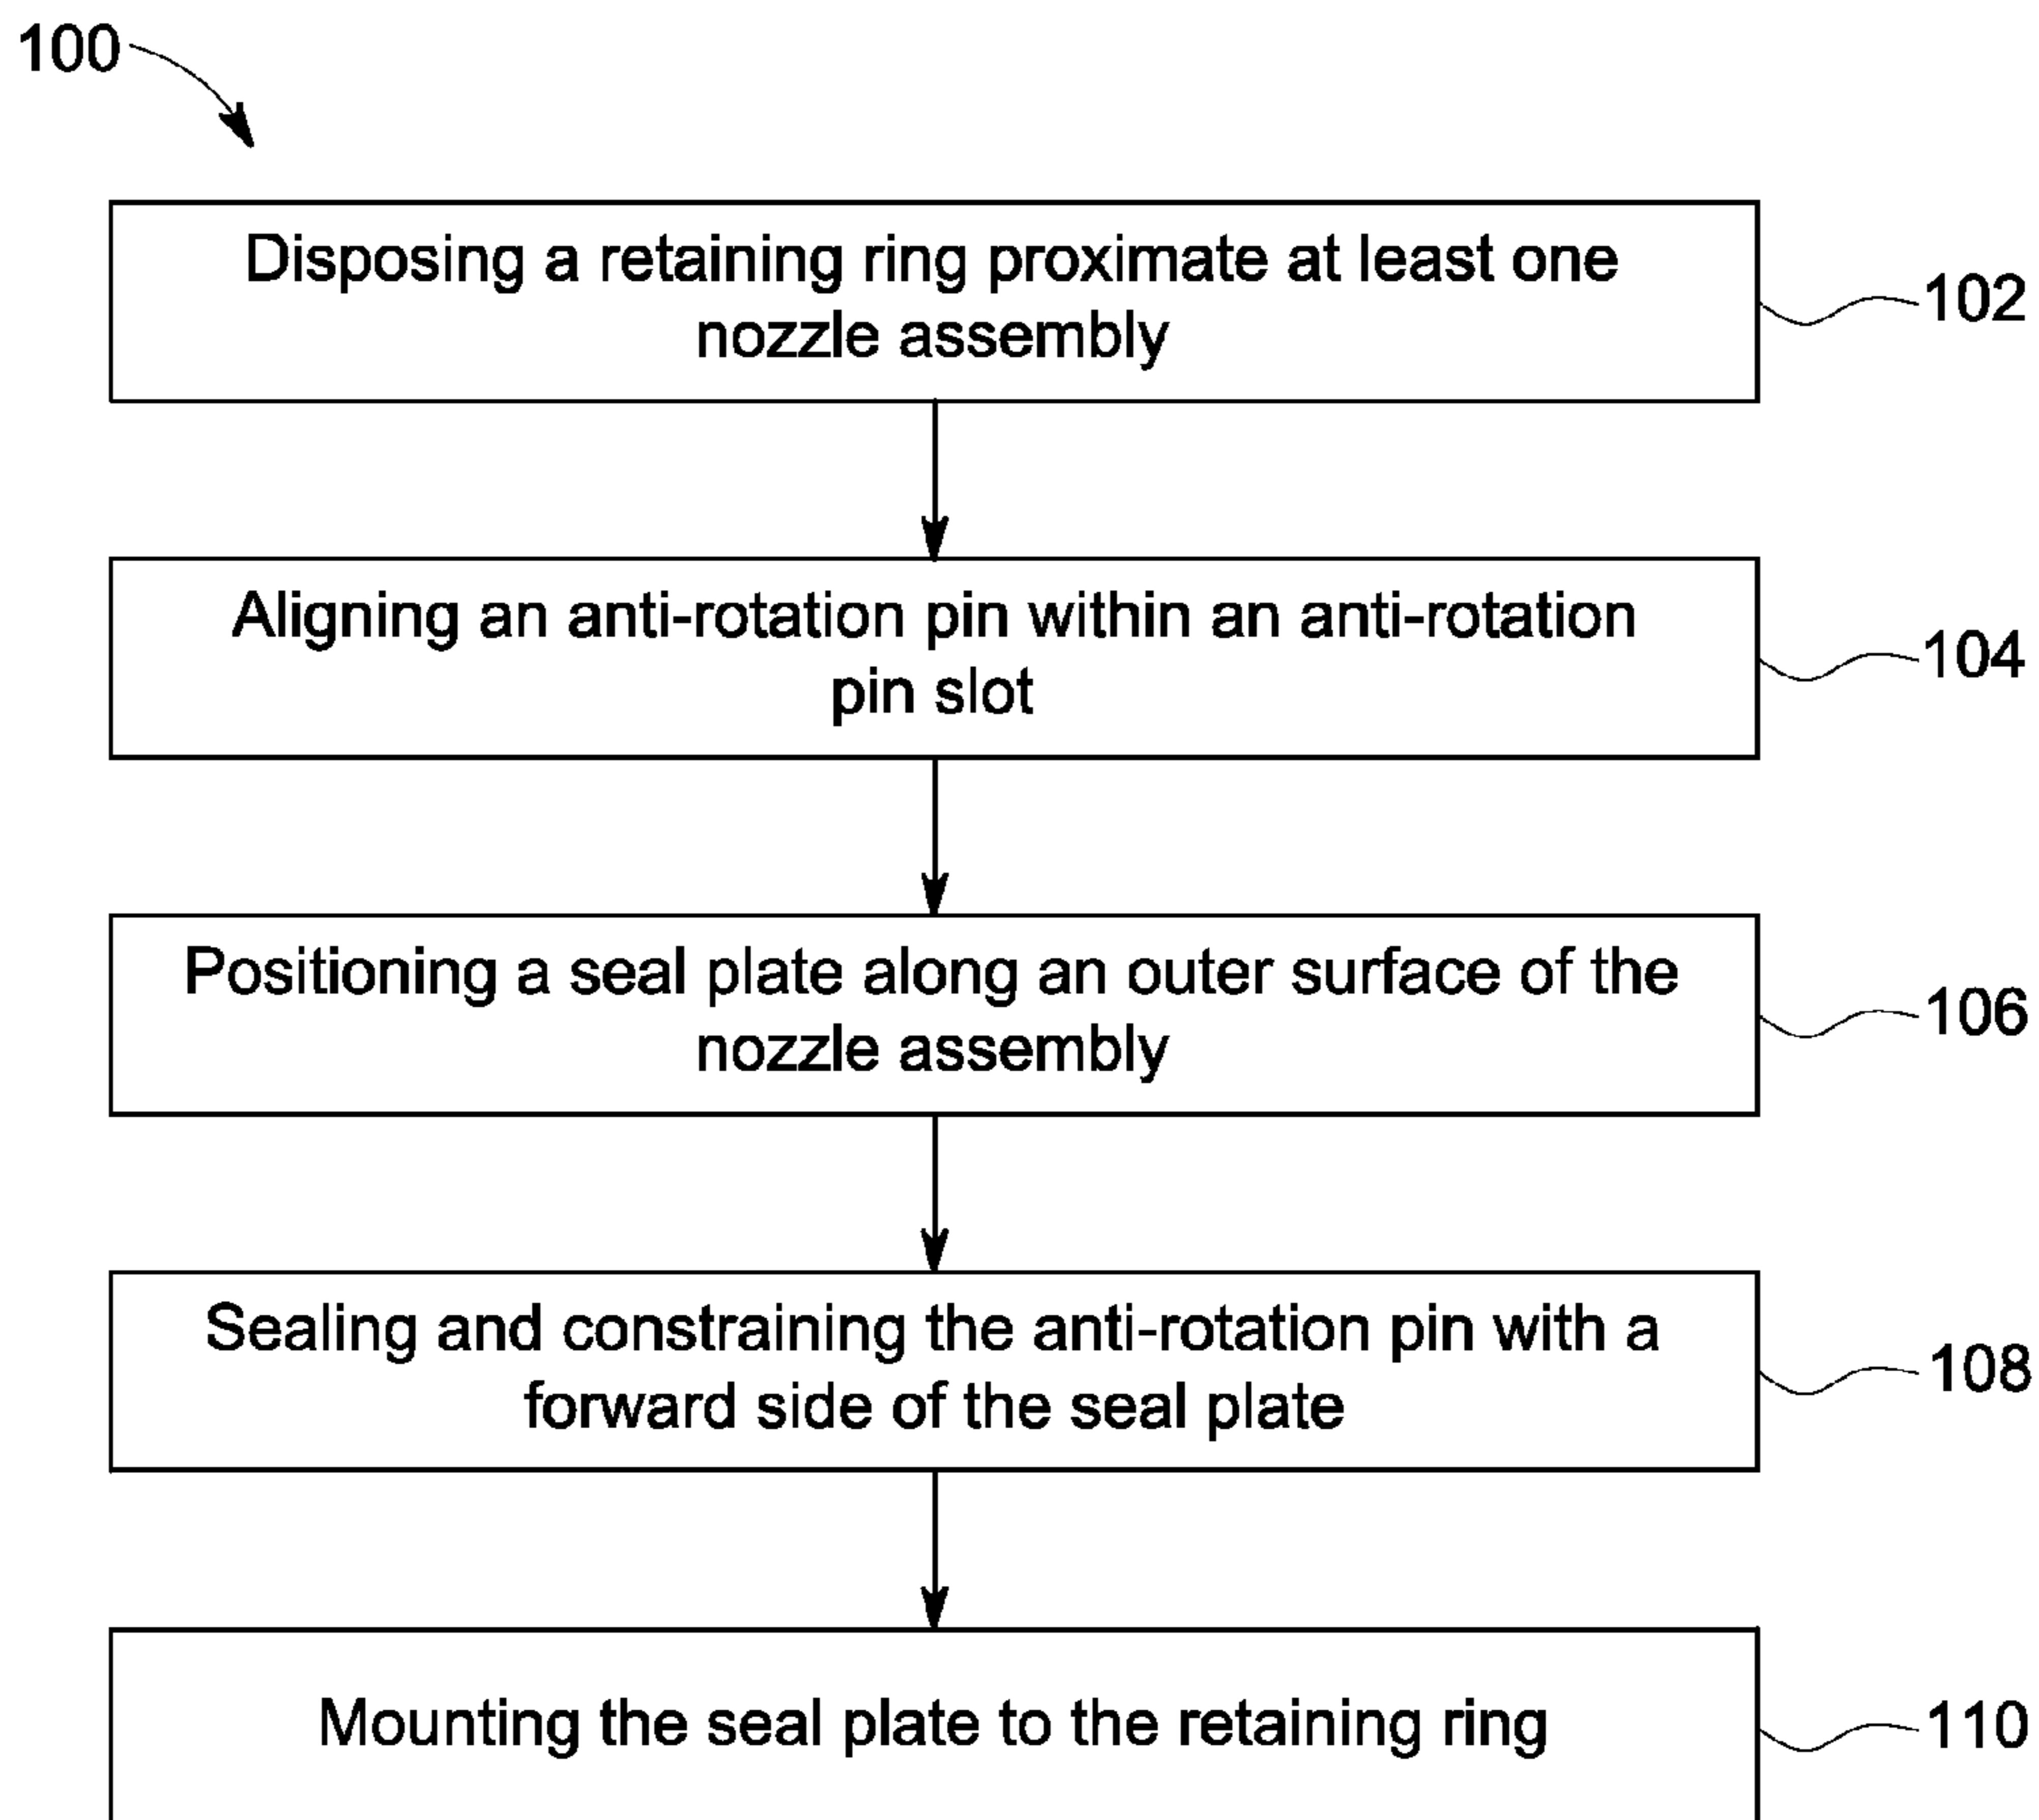 100
Disposing a retaining ring proximate at least one
nozzle assembly
102
Aligning an anti-rotation pin within an anti-rotation
pin slot
104
Positioning a seal plate along an outer surface of the
nozzle assembly
106
Sealing and constraining the anti-rotation pin with a
forward side of the seal plate
108
Mounting the seal plate to the retaining ring
110